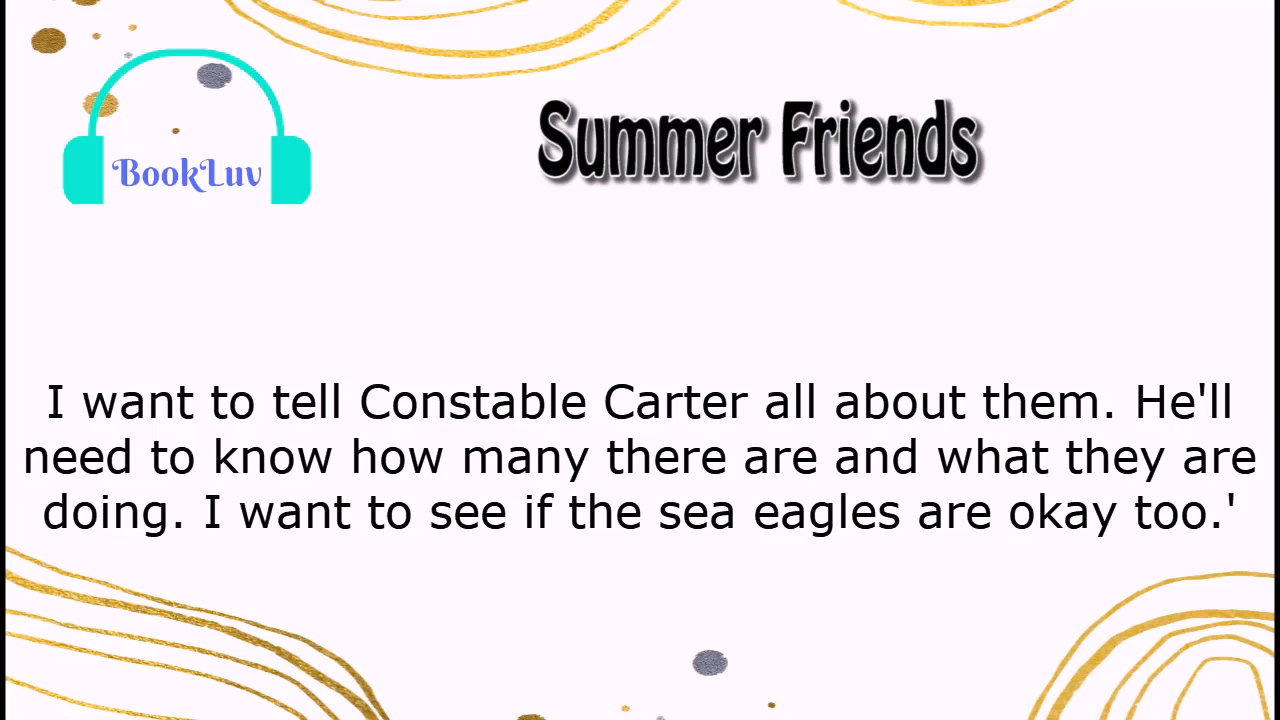 BookLuv
Summer Friends
I want to tell Constable Carter all about them. He'll
need to know how many there are and what they are
doing. I want to see if the sea eagles are okay too.'